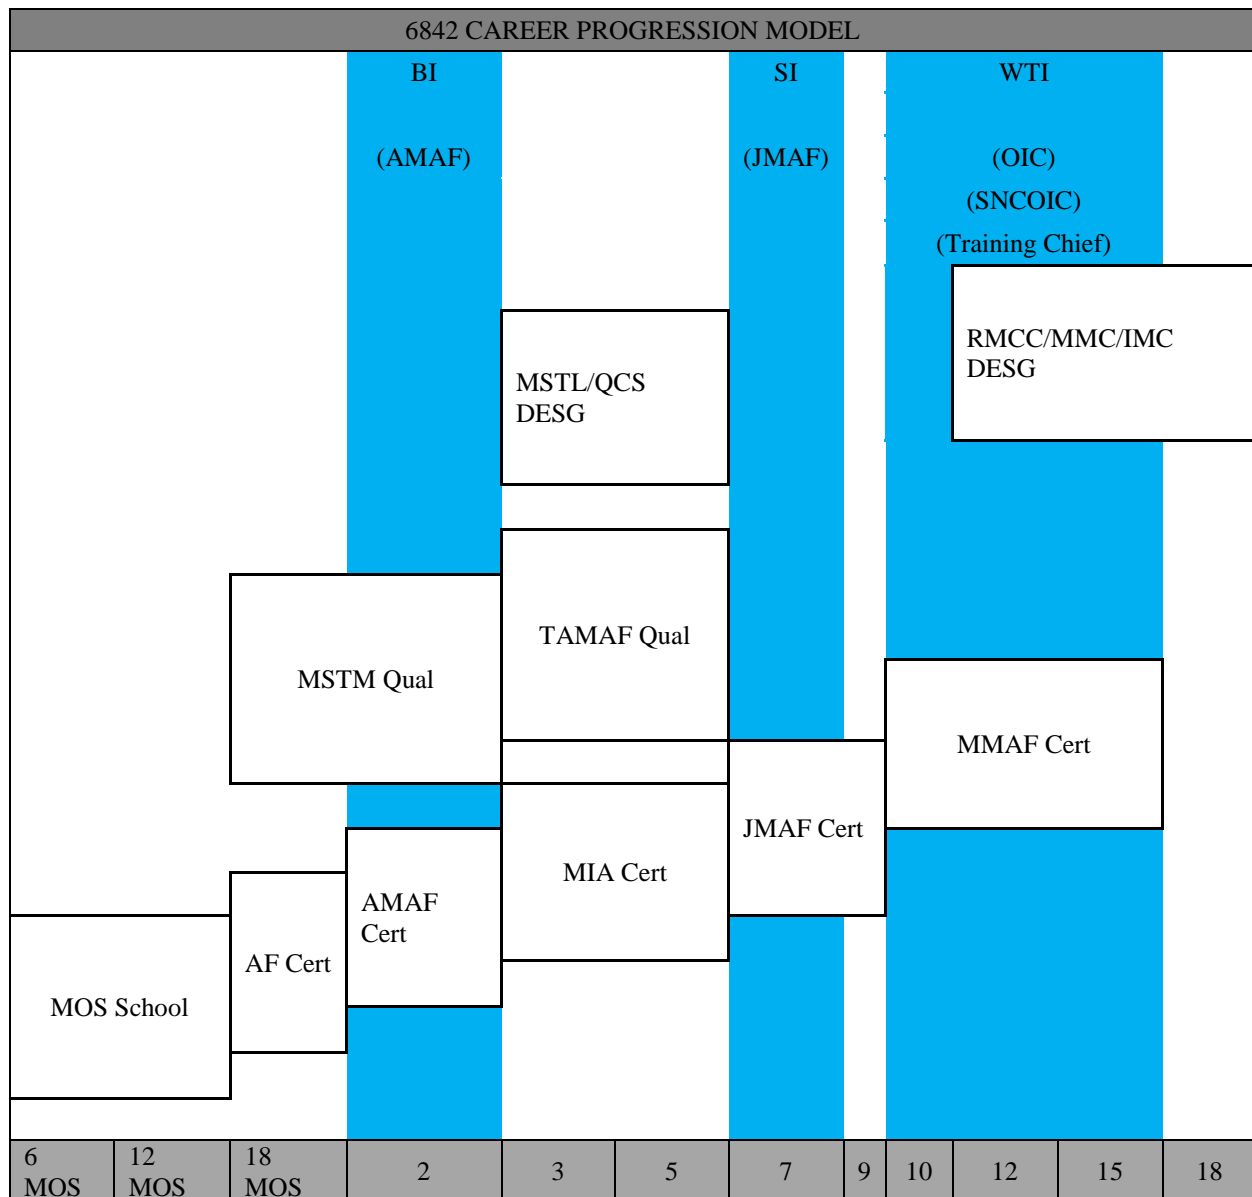 6842 CAREER PROGRESSION MODEL
BI
SI
WTI
(AMAF)
(JMAF)
(OIC)
(SNCOIC)
(Training Chief)
RMCC/MMC/IMC
DESG
MSTL/QCS
DESG
TAMAF Qual
MSTM Qual
MMAF Cert
JMAF Cert
MIA Cert
AMAF
Cert
AF Cert
MOS School
6
MOS
12
MOS
18
MOS
2
3
5
7
9
10
12
15
18